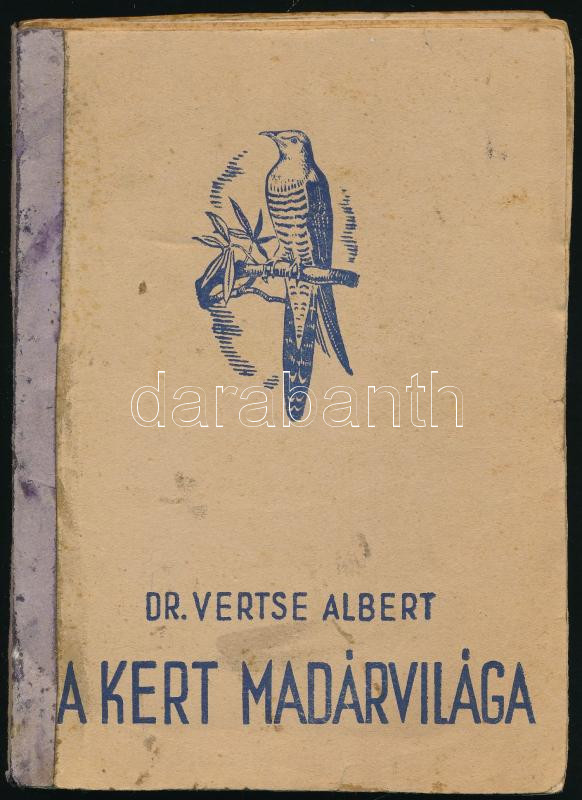 darabanth
DR. VERTSE ALBERT
A KERT MADÁRVILÁGA